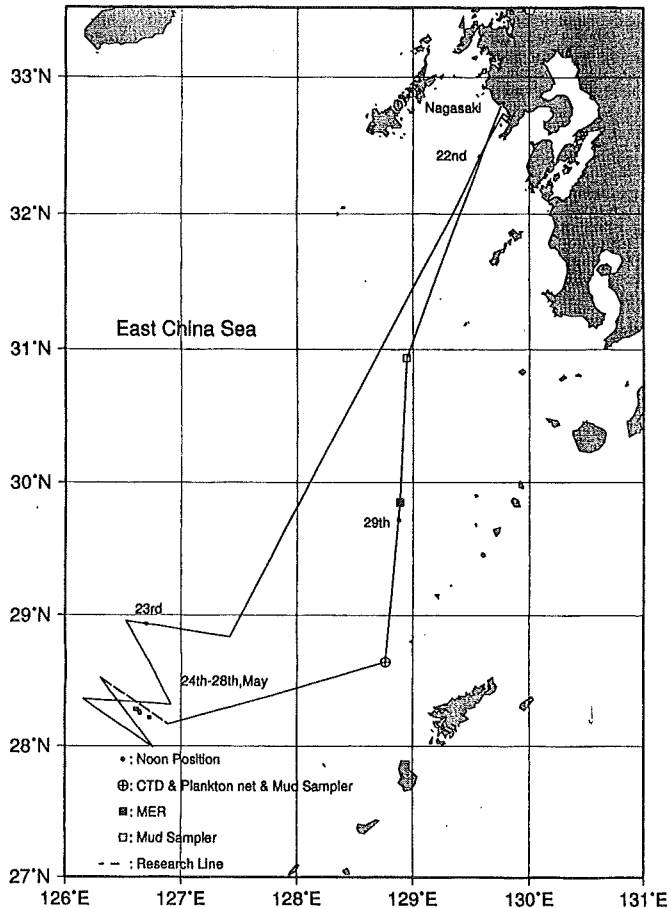 33°N
Nagasaki
22nd
32°N
East China Sea
31°N
30°N
29th
29°N
23rd
24th-28th,May
28°N
: Noon Position
: CTD & Plankton net & Mud Sampler
: MER
: Mud Sampler
: Research Line
27°N
126°E 127°E 128°E 129°E 130°E 131°E